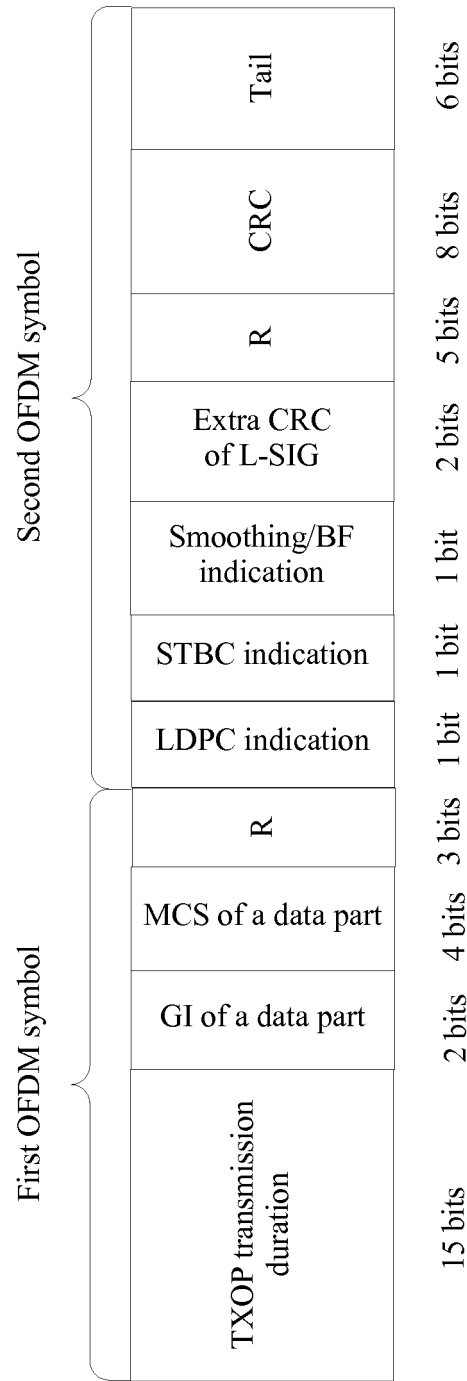 Second OFDM symbol
Tail
6 bits
CRC
8 bits
R
5 bits
Extra CRC
of L-SIG
2 bits
Smoothing/BF
indication
1 bit
STBC indication
1 bit
LDPC indication
1 bit
First OFDM symbol
R
3 bits
MCS of a data part
4 bits
GI of a data part
2 bits
TXOP transmission
duration
15 bits